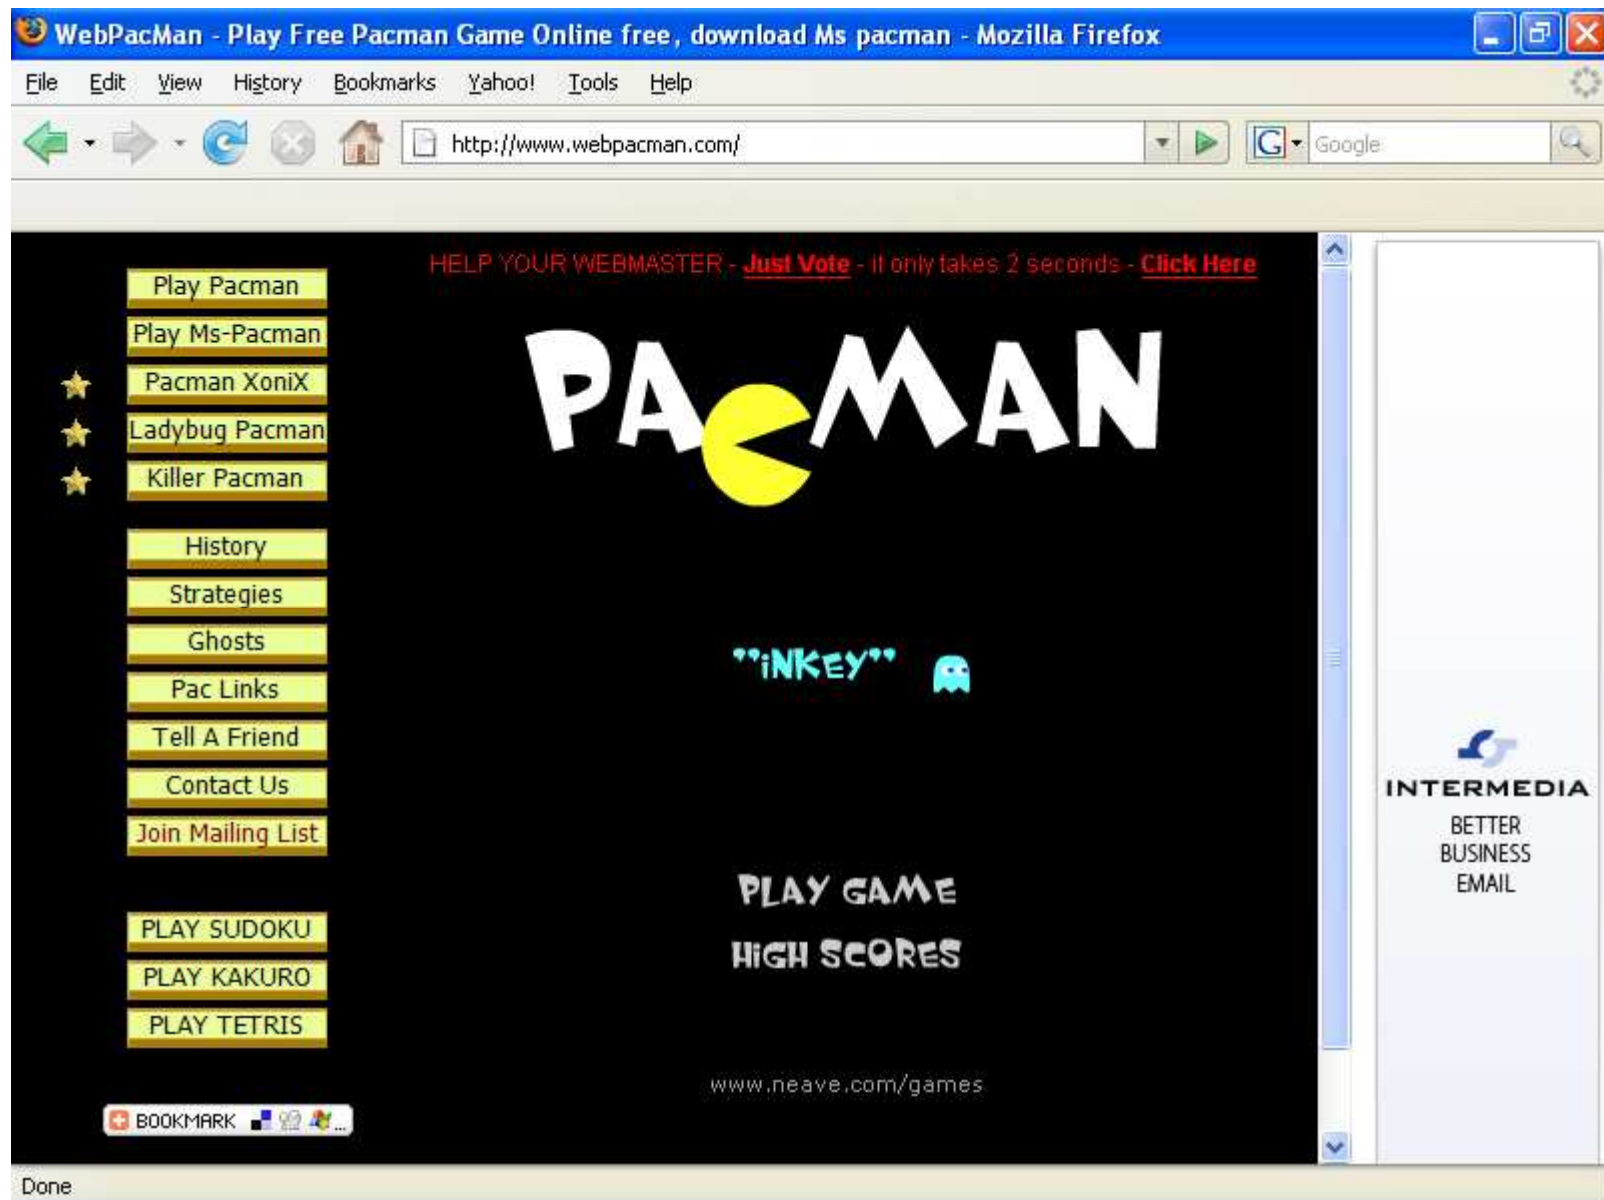 WebPacMan - Play Free Pacman Game Online free, download Ms pacman - Mozilla Firefox
File Edit View History Bookmarks Yahoo! Tools Help
http://www.webpacman.com/ G Google
HELP YOUR WEBMASTER - Just Vote - it only takes 2 seconds - Click Here
Play Pacman
Play Ms-Pacman
Pacman XoniX
Ladybug Pacman
Killer Pacman
History
Strategies
Ghosts
Pac Links
Tell A Friend
Contact Us
Join Mailing List
PLAY SUDOKU
PLAY KAKURO
PLAY TETRIS
BOOKMARK ...
PACMAN
"iNKEY"
PLAY GAME
HiGH SCORES
www.neave.com/games
INTERMEDIA
BETTER
BUSINESS
EMAIL
Done